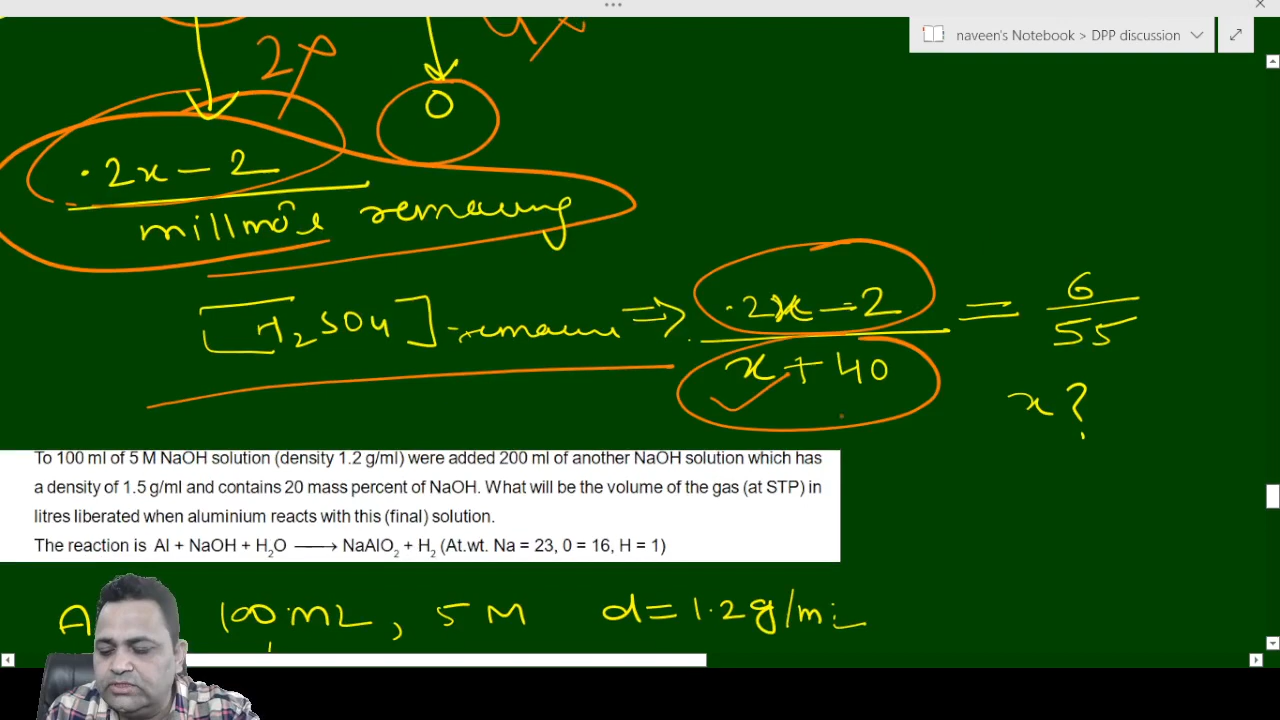 naveen's Notebook > DPP discussion
2x
4x
0
.2x - 2
millmole remaining
[H₂SO₄] remaine ⇒ .2x - 2 / x + 40 = 6/55
x?
To 100 ml of 5 M NaOH solution (density 1.2 g/ml) were added 200 ml of another NaOH solution which has
a density of 1.5 g/ml and contains 20 mass percent of NaOH. What will be the volume of the gas (at STP) in
litres liberated when aluminium reacts with this (final) solution.
The reaction is Al + NaOH + H₂O ⟶ NaAlO₂ + H₂ (At.wt. Na = 23, 0 = 16, H = 1)
A 100 mL, 5 M d = 1.2 g/mL